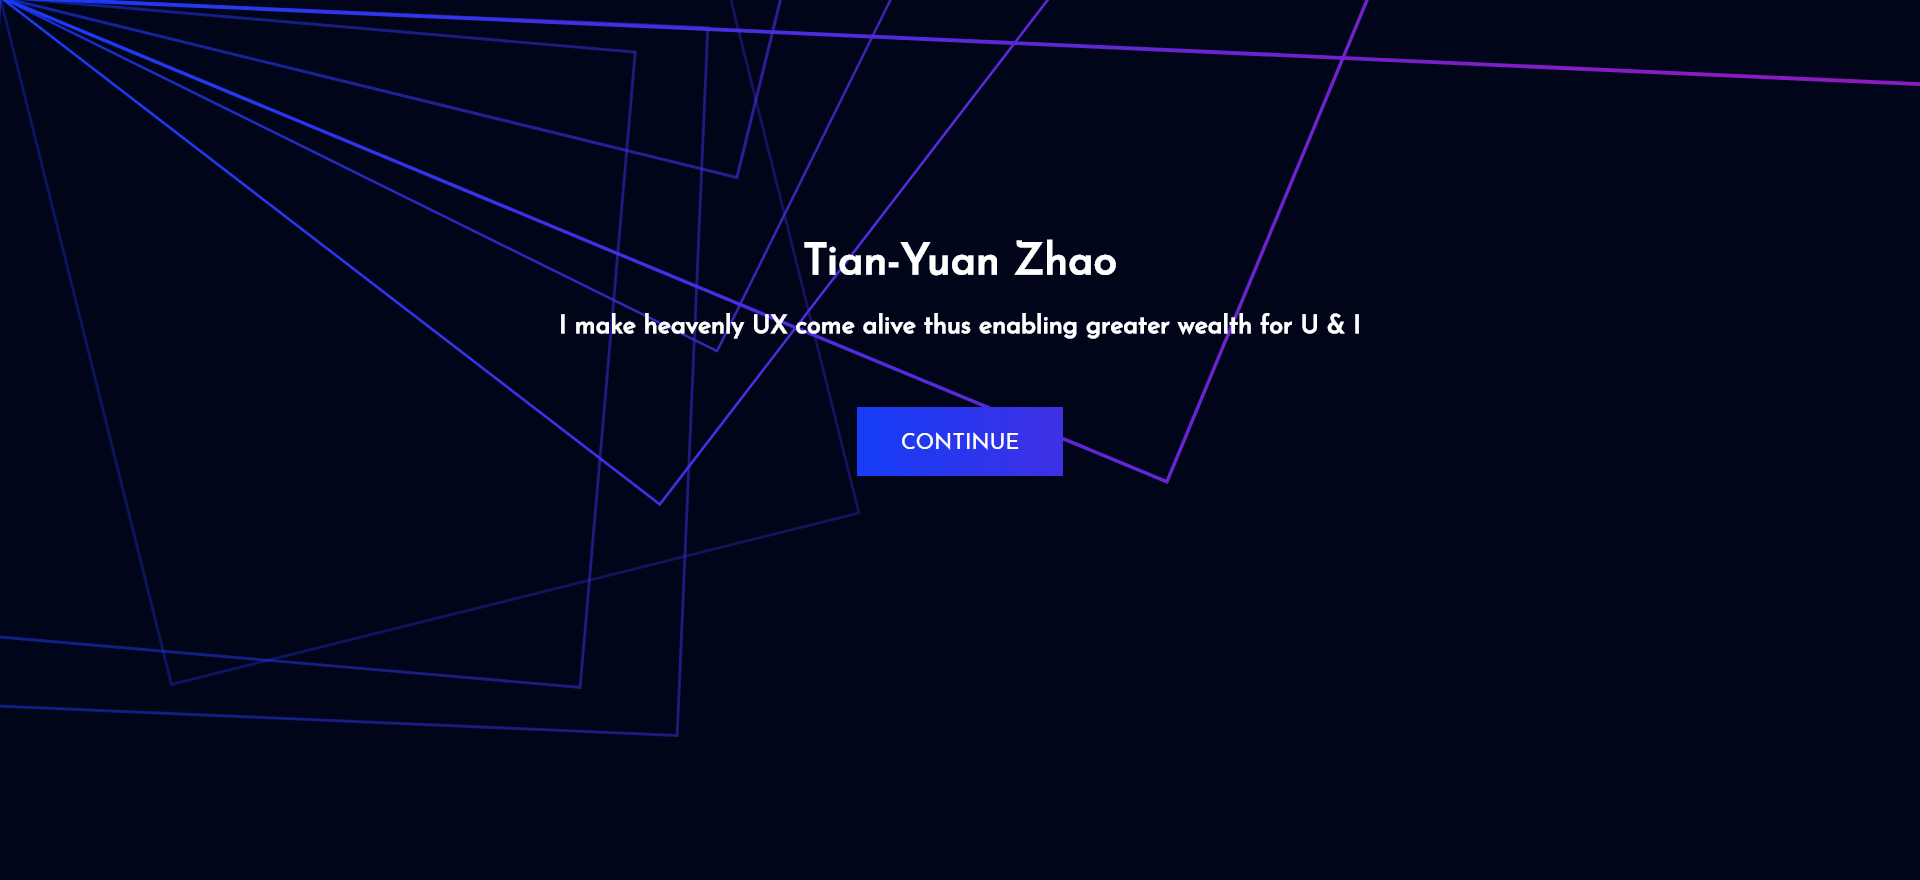 Tian-Yuan Zhao
I make heavenly UX come alive thus enabling greater wealth for U & I
CONTINUE